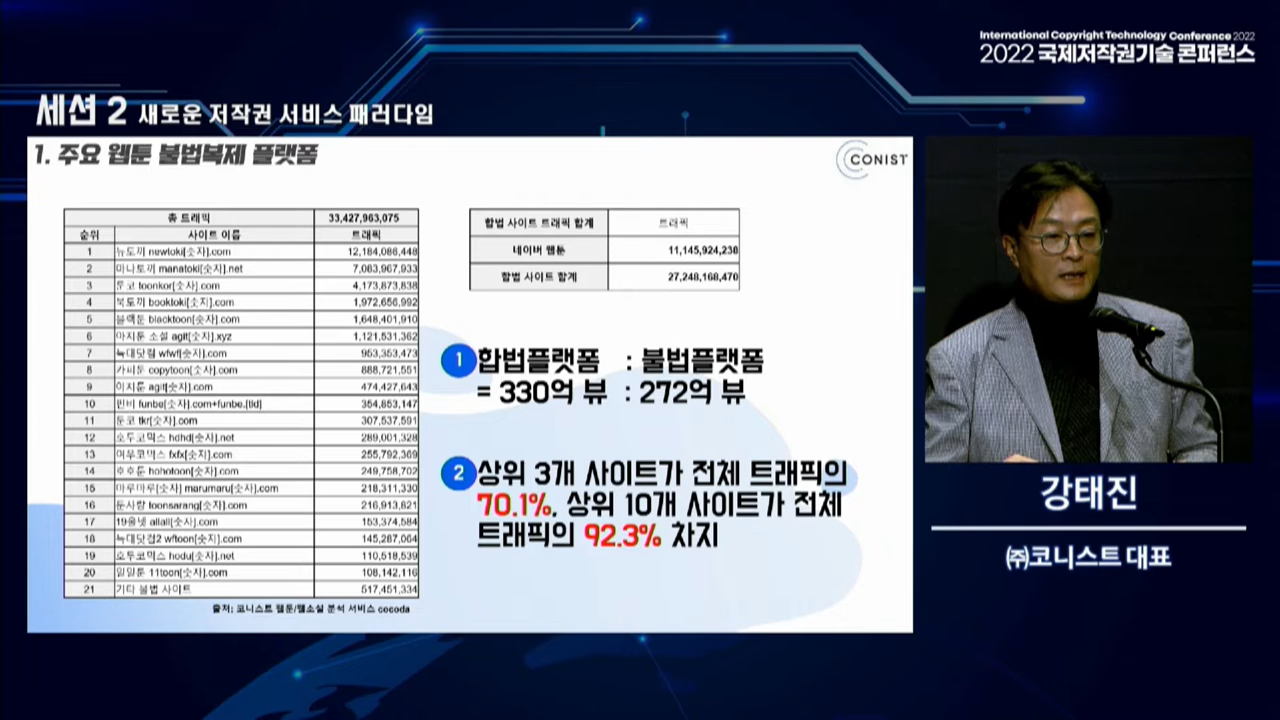 International Copyright Technology Conference 2022
2022 국제저작권기술 콘퍼런스
세션 2 새로운 저작권 서비스 패러다임
1. 주요 웹툰 불법복제 플랫폼
CONIST
총 트래픽 33,427,963,075
순위 사이트 이름 트래픽
1 뉴토끼 newtoki[숫자].com 12,184,086,448
2 마나토끼 manatoki[숫자].net 7,083,967,933
3 툰코 toonkor[숫자].com 4,173,873,838
4 북토끼 booktoki[숫자].com 1,972,656,992
5 블랙툰 blacktoon[숫자].com 1,648,401,910
6 아지툰 소설 agit[숫자].xyz 1,121,531,362
7 늑대닷컴 wfwf[숫자].com 953,353,473
8 카피툰 copytoon[숫자].com 888,721,551
9 아지툰 agit[숫자].com 474,427,643
10 펀비 funbe[숫자].com+funbe.[tld] 354,853,147
11 툰코 tkr[숫자].com 307,537,591
12 호두코믹스 hdhd[숫자].net 289,001,328
13 여우코믹스 fxfx[숫자].com 255,792,369
14 후후툰 hohotoon[숫자].com 249,758,702
15 마루마루[숫자] marumaru[숫자].com 218,311,330
16 툰사랑 toonsarang[숫자].com 216,913,821
17 19올넷 allall[숫자].com 153,374,584
18 늑대닷컴2 wftoon[숫자].com 145,287,064
19 호두코믹스 hodu[숫자].net 110,518,539
20 일일툰 11toon[숫자].com 108,142,116
21 기타 불법 사이트 517,451,334
출처: 코니스트 웹툰/웹소설 분석 서비스 cocoda
합법 사이트 트래픽 합계 트래픽
네이버 웹툰 11,145,924,238
합법 사이트 합계 27,248,168,470
1 합법플랫폼 : 불법플랫폼
= 330억 뷰 : 272억 뷰
2 상위 3개 사이트가 전체 트래픽의
70.1%, 상위 10개 사이트가 전체
트래픽의 92.3% 차지
강태진
㈜코니스트 대표